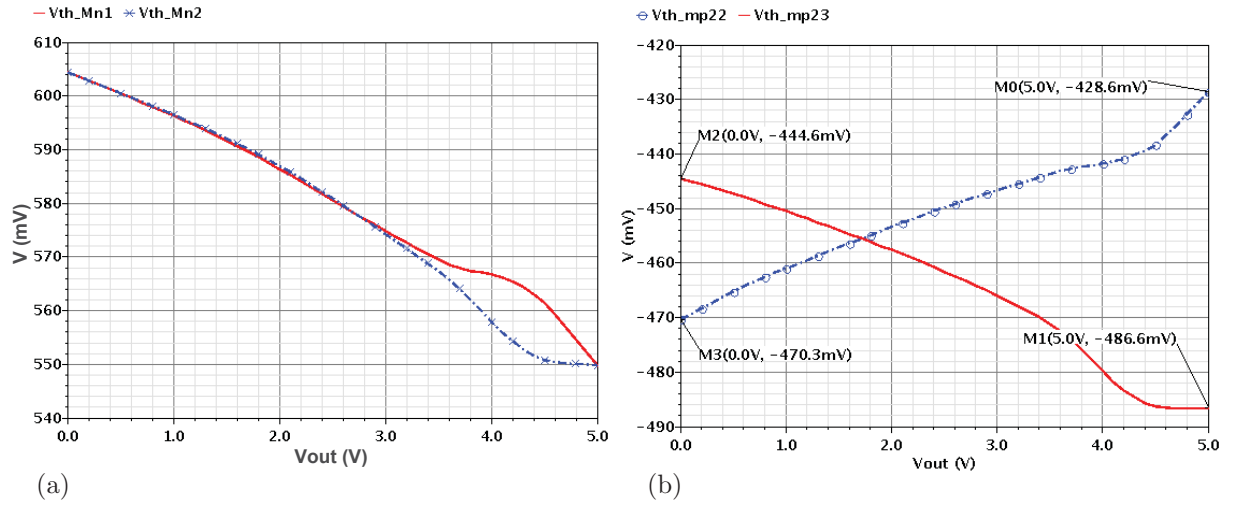 Vth_Mn1 Vth_Mn2
610
600
590
580
570
560
550
540
V (mV)
0.0 1.0 2.0 3.0 4.0 5.0
Vout (V)
(a)
Vth_mp22 Vth_mp23
-420
-430
-440
-450
-460
-470
-480
-490
V (mV)
M0(5.0V, -428.6mV)
M2(0.0V, -444.6mV)
M3(0.0V, -470.3mV)
M1(5.0V, -486.6mV)
0.0 1.0 2.0 3.0 4.0 5.0
Vout (V)
(b)